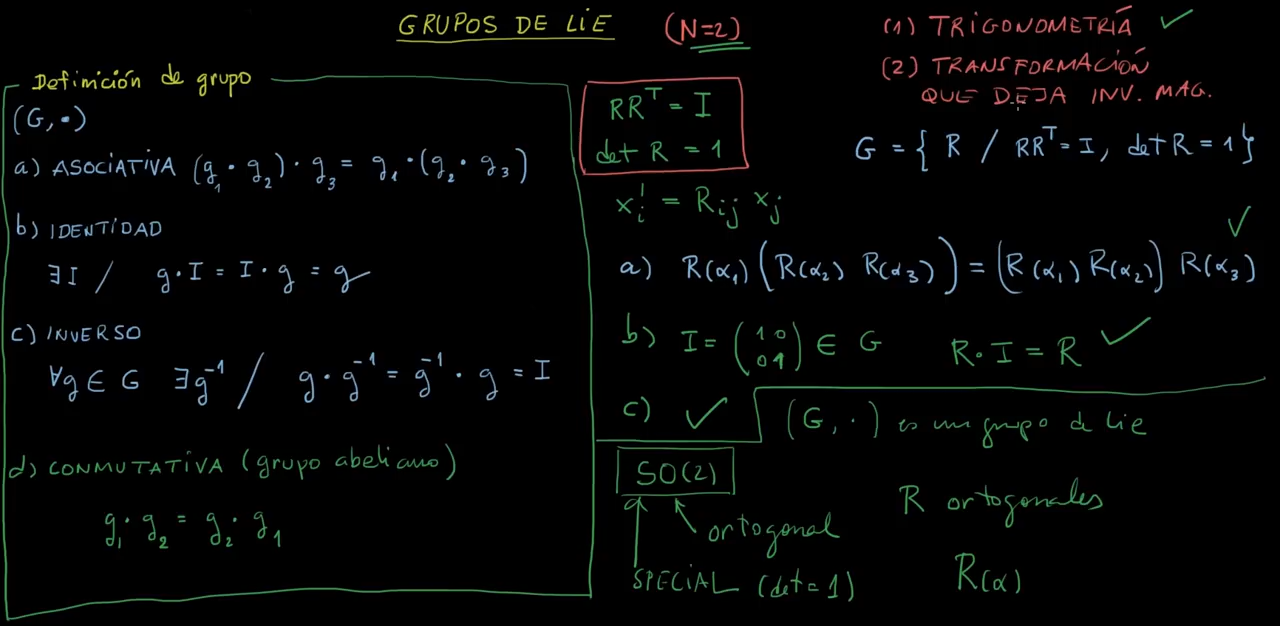 GRUPOS DE LIE (N=2)
(1) TRIGONOMETRÍA ✓
(2) TRANSFORMACIÓN
QUE DEJA INV. MAG.
Definición de grupo
(G, •)
a) ASOCIATIVA (g₁ · g₂) · g₃ = g₁ · (g₂ · g₃)
b) IDENTIDAD
∃ I / g · I = I · g = g
c) INVERSO
∀g ∈ G ∃g⁻¹ / g · g⁻¹ = g⁻¹ · g = I
d) CONMUTATIVA (grupo abeliano)
g₁ · g₂ = g₂ · g₁
RRᵀ = I
det R = 1
G = { R / RRᵀ = I, det R = 1 }
x'ᵢ = Rᵢⱼ xⱼ
✓
a) R(α₁) (R(α₂) R(α₃)) = (R(α₁) R(α₂)) R(α₃)
b) I = (1 0
0 1) ∈ G R · I = R ✓
c) ✓
(G, ·) es un grupo de Lie
SO(2)
ortogonal
SPECIAL (det = 1)
R ortogonales
R(α)